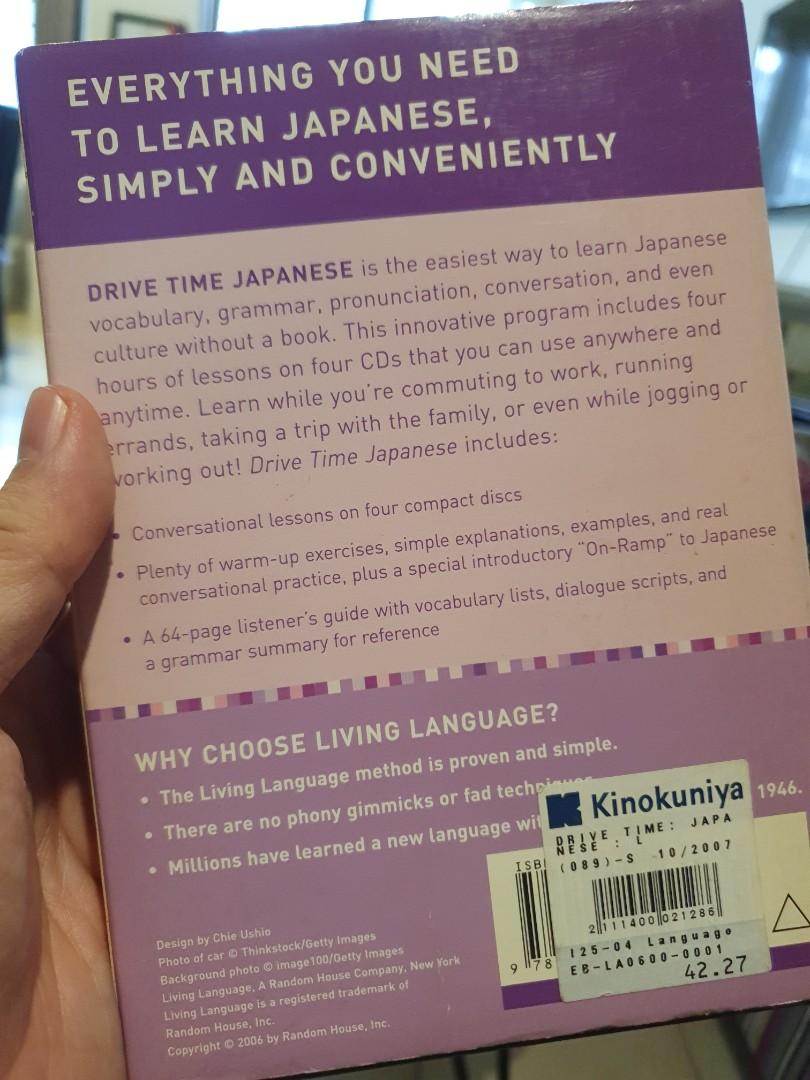 EVERYTHING YOU NEED
TO LEARN JAPANESE,
SIMPLY AND CONVENIENTLY
DRIVE TIME JAPANESE is the easiest way to learn Japanese
vocabulary, grammar, pronunciation, conversation, and even
culture without a book. This innovative program includes four
hours of lessons on four CDs that you can use anywhere and
anytime. Learn while you're commuting to work, running
errands, taking a trip with the family, or even while jogging or
working out! Drive Time Japanese includes:
• Conversational lessons on four compact discs
• Plenty of warm-up exercises, simple explanations, examples, and real
conversational practice, plus a special introductory "On-Ramp" to Japanese
• A 64-page listener's guide with vocabulary lists, dialogue scripts, and
a grammar summary for reference
WHY CHOOSE LIVING LANGUAGE?
• The Living Language method is proven and simple.
• There are no phony gimmicks or fad techniques.
• Millions have learned a new language 1946.
Kinokuniya
DRIVE TIME: JAPA
NESE : L
(089)-S 10/2007
2111400021286
125-04 Language
EB-LA0600-0001
42.27
ISB
9 78
Design by Chie Ushio
Photo of car © Thinkstock/Getty Images
Background photo © image100/Getty Images
Living Language, A Random House Company, New York
Living Language is a registered trademark of
Random House, Inc.
Copyright © 2006 by Random House, Inc.